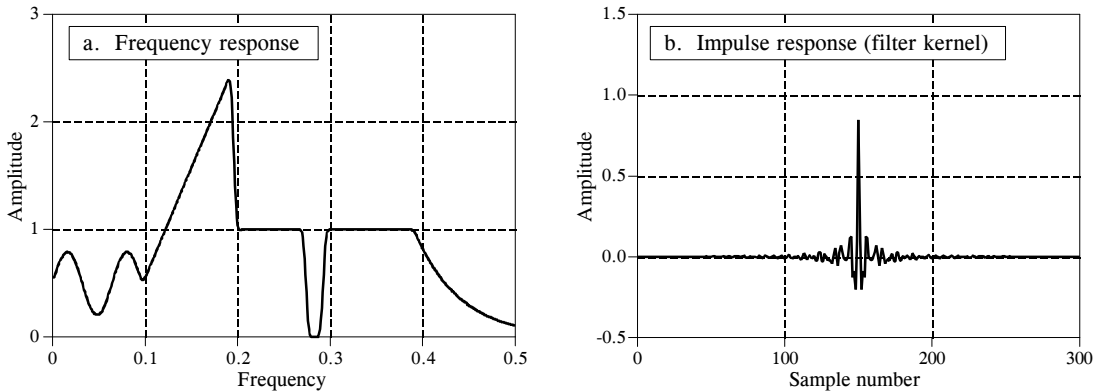 a. Frequency response
3
2
1
0
Amplitude
0 0.1 0.2 0.3 0.4 0.5
Frequency
b. Impulse response (filter kernel)
1.5
1.0
0.5
0.0
-0.5
Amplitude
0 100 200 300
Sample number